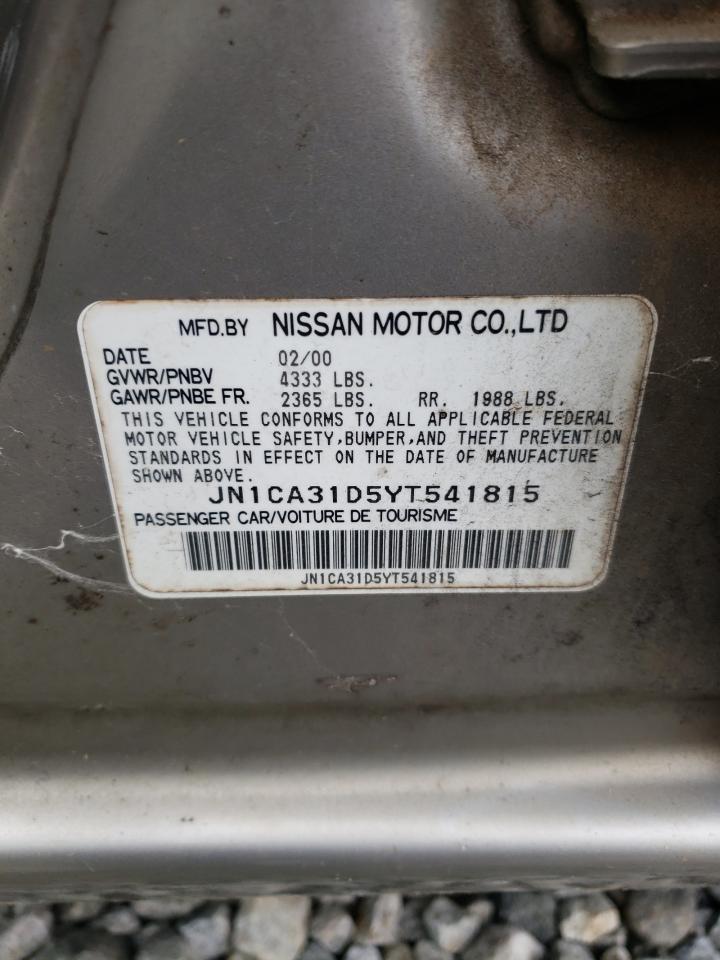 MFD.BY NISSAN MOTOR CO.,LTD
DATE 02/00
GVWR/PNBV 4333 LBS.
GAWR/PNBE FR. 2365 LBS. RR. 1988 LBS.
THIS VEHICLE CONFORMS TO ALL APPLICABLE FEDERAL
MOTOR VEHICLE SAFETY,BUMPER,AND THEFT PREVENTION
STANDARDS IN EFFECT ON THE DATE OF MANUFACTURE
SHOWN ABOVE.
JN1CA31D5YT541815
PASSENGER CAR/VOITURE DE TOURISME
JN1CA31D5YT541815